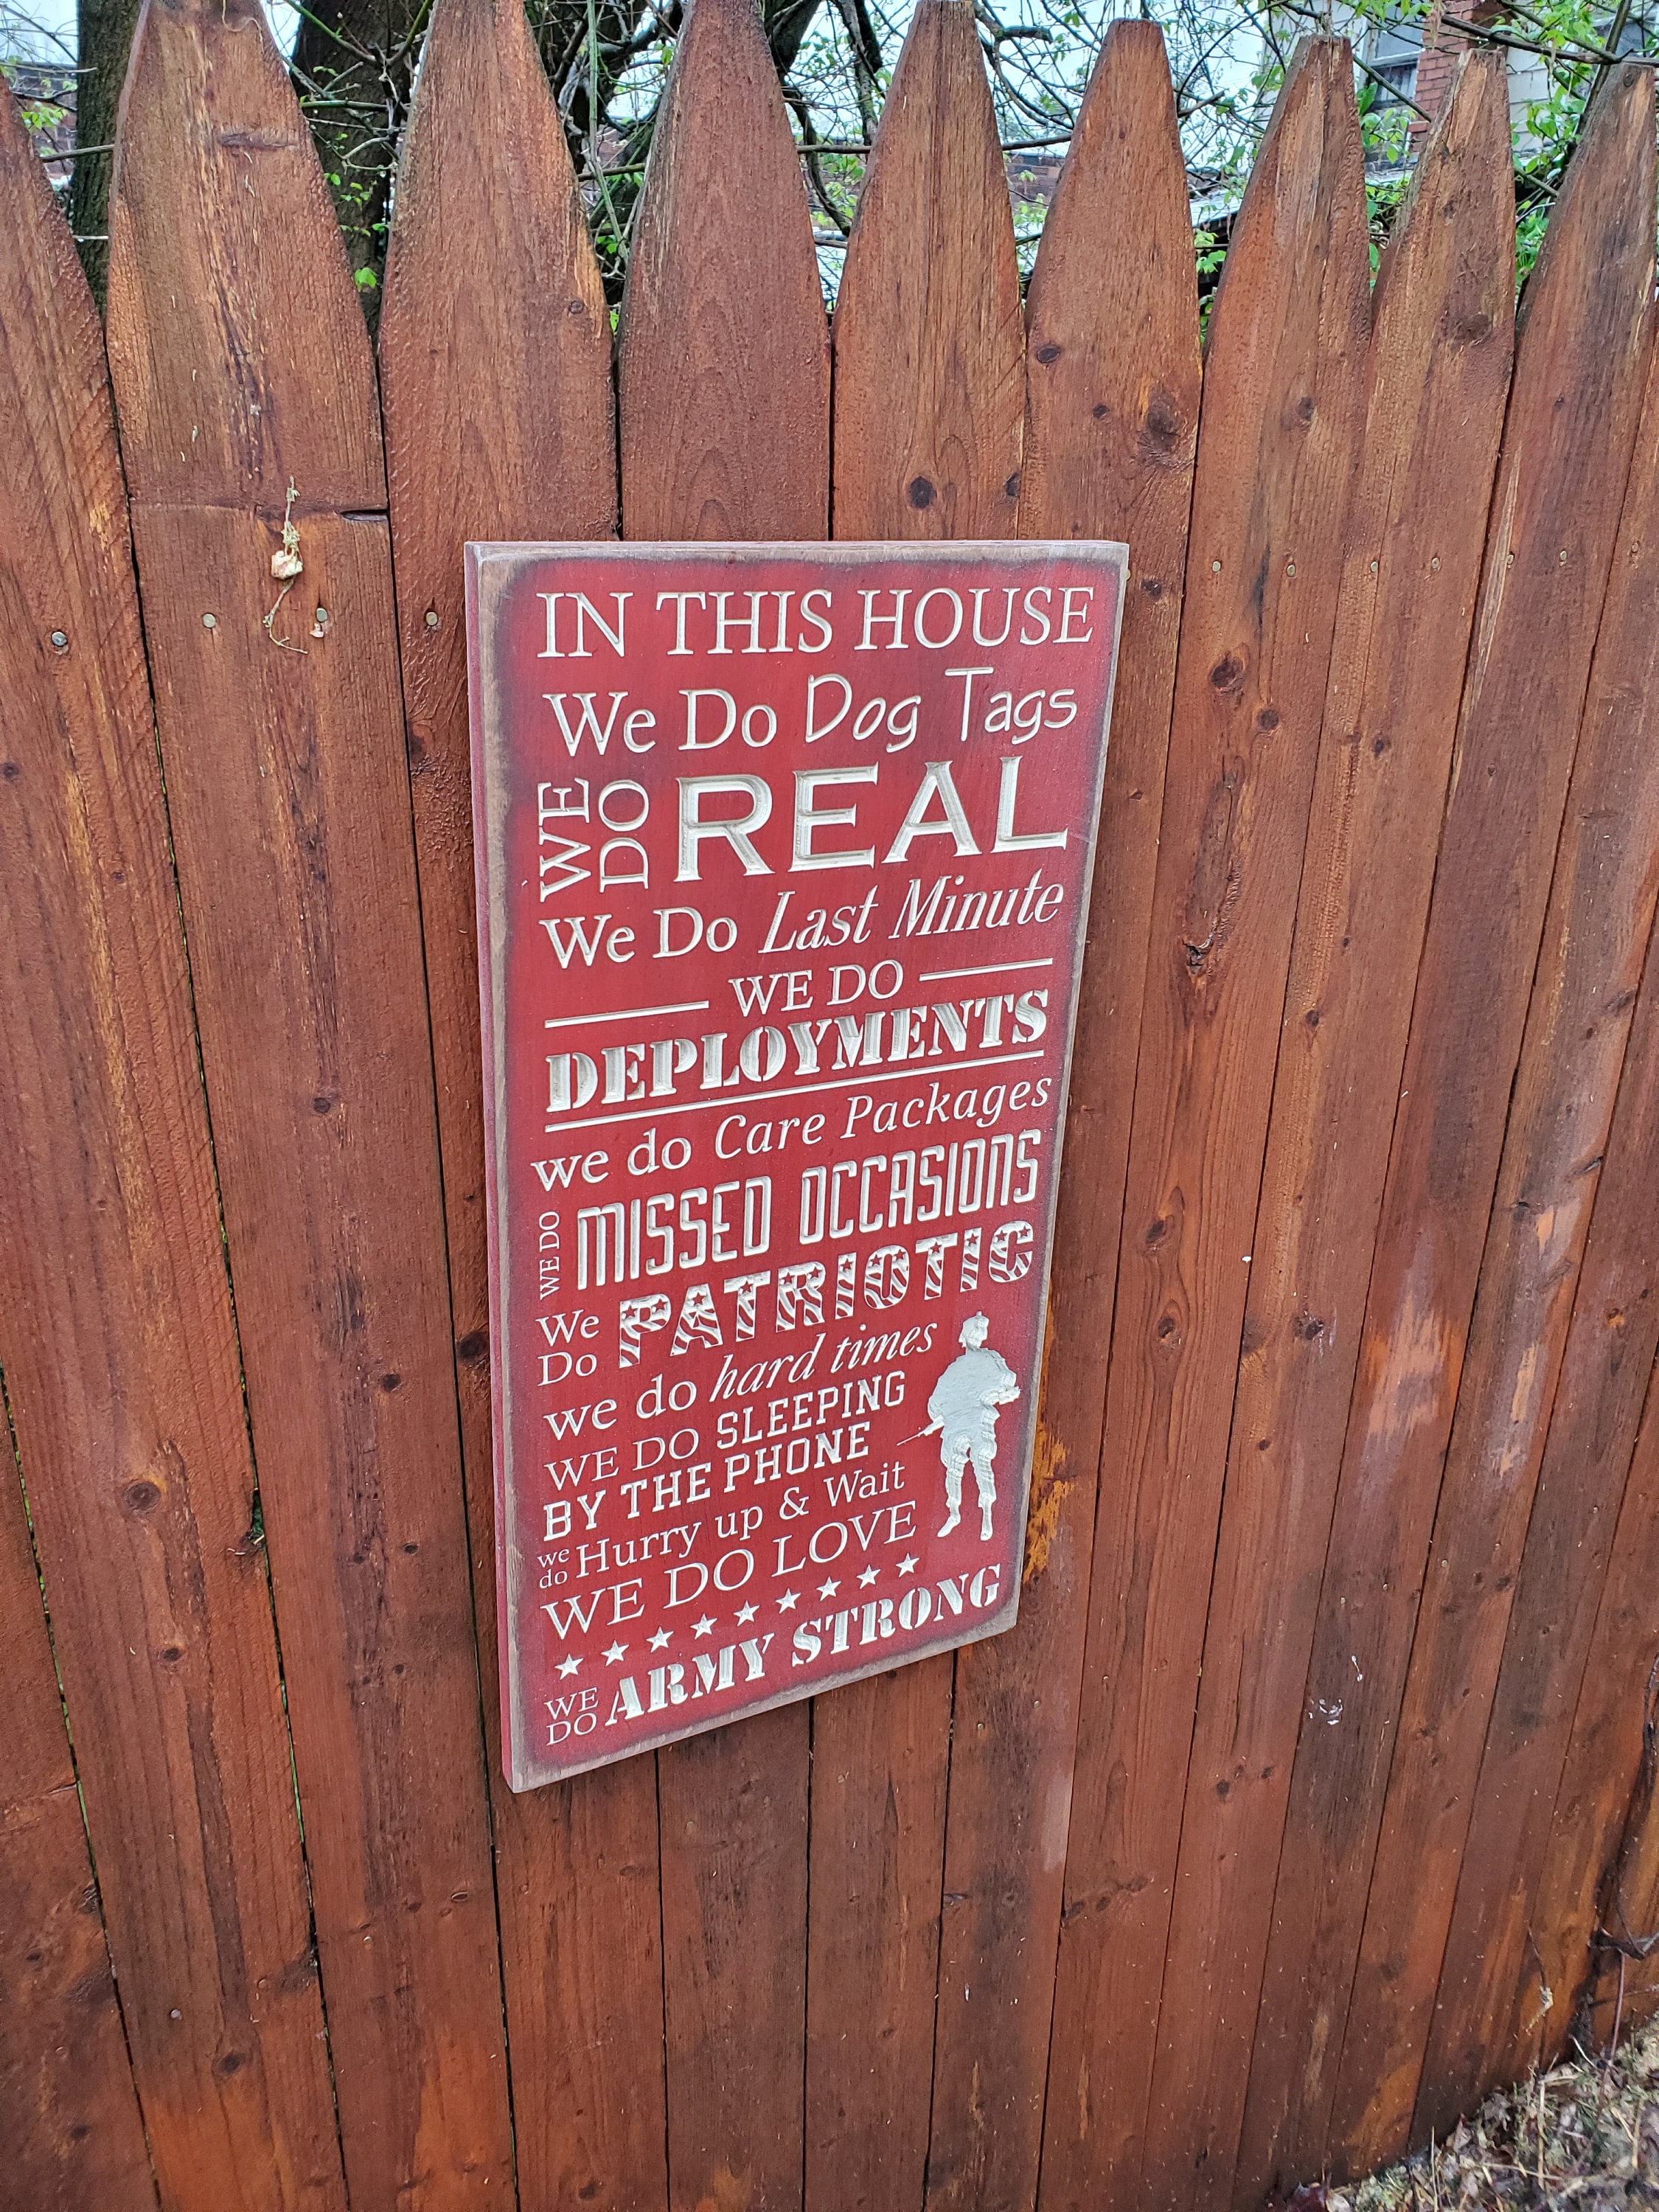 IN THIS HOUSE
We Do Dog Tags
WE DO REAL
We Do Last Minute
WE DO
DEPLOYMENTS
we do Care Packages
WE DO MISSED OCCASIONS
We Do PATRIOTIC
we do hard times
WE DO SLEEPING
BY THE PHONE
we do Hurry up & Wait
WE DO LOVE
WE DO ARMY STRONG